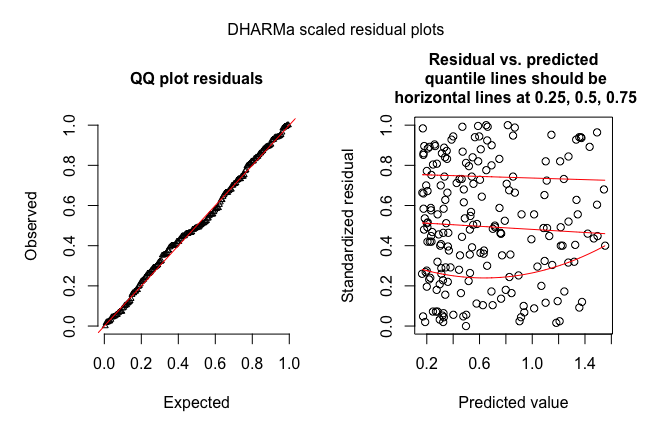 DHARMa scaled residual plots
QQ plot residuals
Observed
0.0 0.2 0.4 0.6 0.8 1.0
0.0 0.2 0.4 0.6 0.8 1.0
Expected
Residual vs. predicted
quantile lines should be
horizontal lines at 0.25, 0.5, 0.75
Standardized residual
0.0 0.2 0.4 0.6 0.8 1.0
0.2 0.6 1.0 1.4
Predicted value